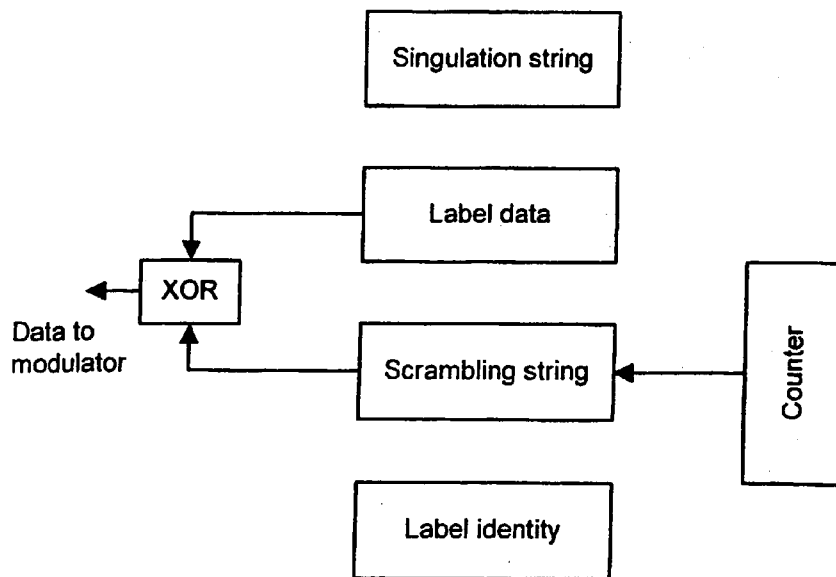 Singulation string
Label data
XOR
Data to
modulator
Scrambling string
Counter
Label identity